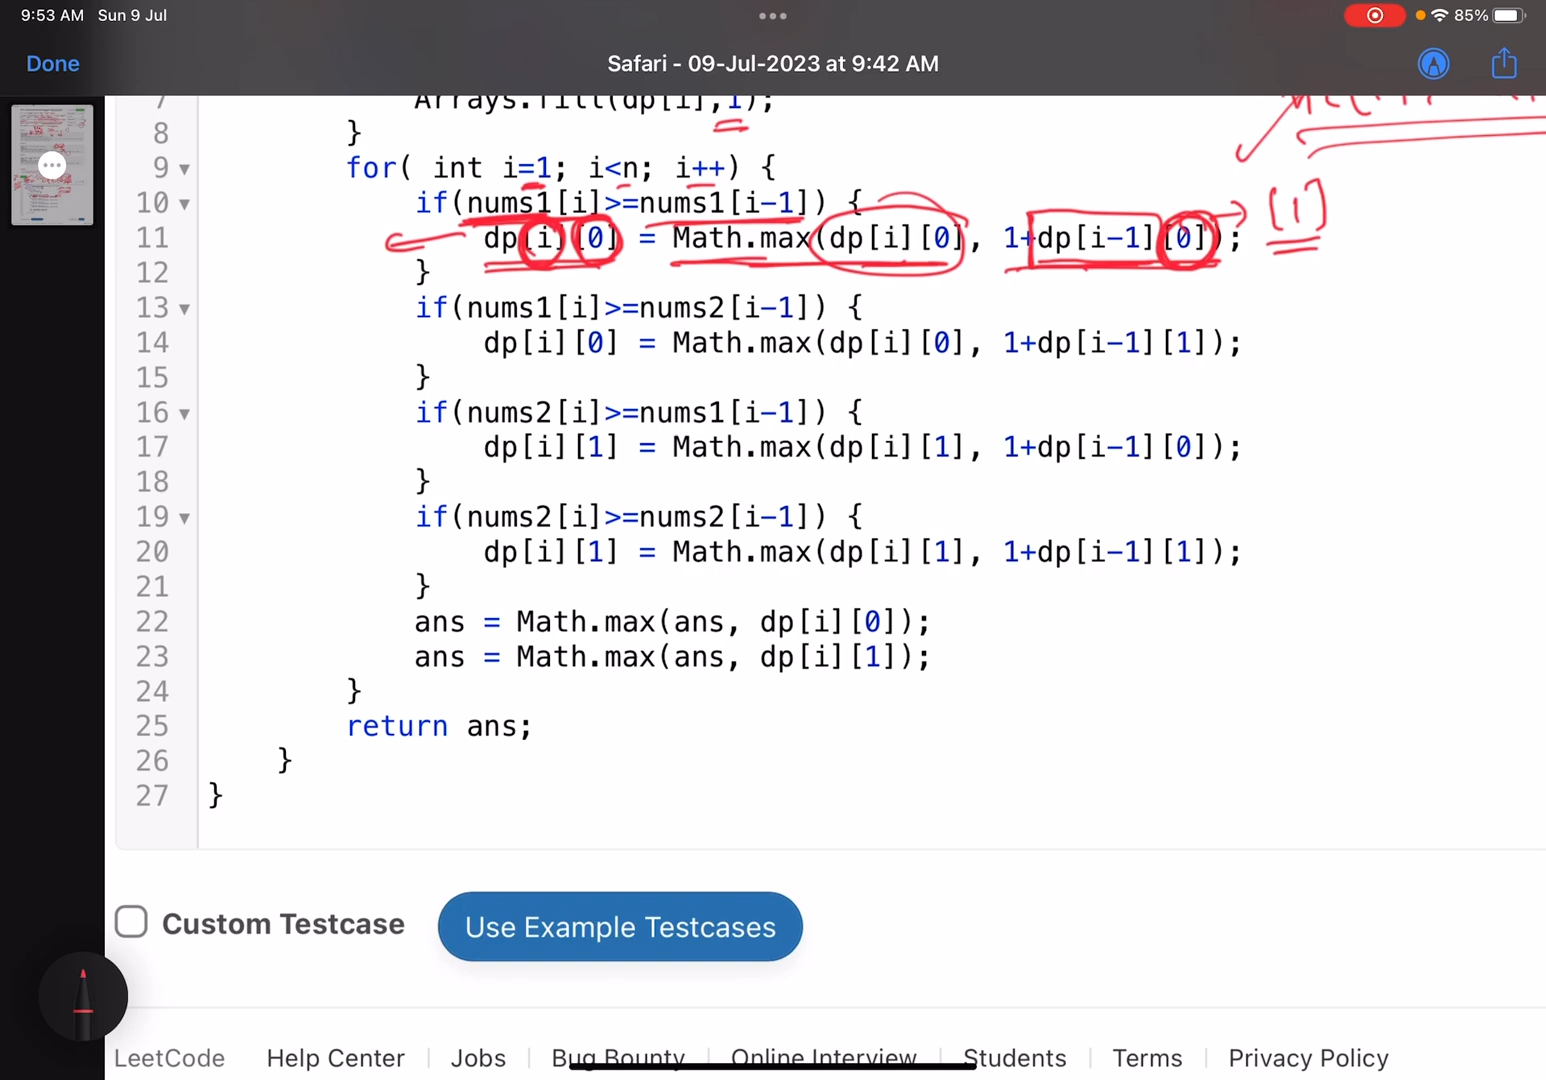 9:53 AM Sun 9 Jul
85%
Done
Safari - 09-Jul-2023 at 9:42 AM
7 Arrays.fill(dp[i],1);
8 }
9 for( int i=1; i<n; i++) {
10 if(nums1[i]>=nums1[i-1]) {
11 dp[i][0] = Math.max(dp[i][0], 1+dp[i-1][0]); [1]
12 }
13 if(nums1[i]>=nums2[i-1]) {
14 dp[i][0] = Math.max(dp[i][0], 1+dp[i-1][1]);
15 }
16 if(nums2[i]>=nums1[i-1]) {
17 dp[i][1] = Math.max(dp[i][1], 1+dp[i-1][0]);
18 }
19 if(nums2[i]>=nums2[i-1]) {
20 dp[i][1] = Math.max(dp[i][1], 1+dp[i-1][1]);
21 }
22 ans = Math.max(ans, dp[i][0]);
23 ans = Math.max(ans, dp[i][1]);
24 }
25 return ans;
26 }
27 }
Custom Testcase
Use Example Testcases
LeetCode Help Center | Jobs | Bug Bounty | Online Interview | Students | Terms | Privacy Policy